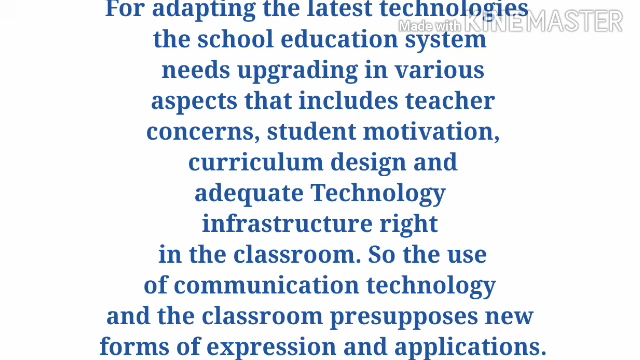 For adapting the latest technologies
Made with KINEMASTER
the school education system
needs upgrading in various
aspects that includes teacher
concerns, student motivation,
curriculum design and
adequate Technology
infrastructure right
in the classroom. So the use
of communication technology
and the classroom presupposes new
forms of expression and applications.